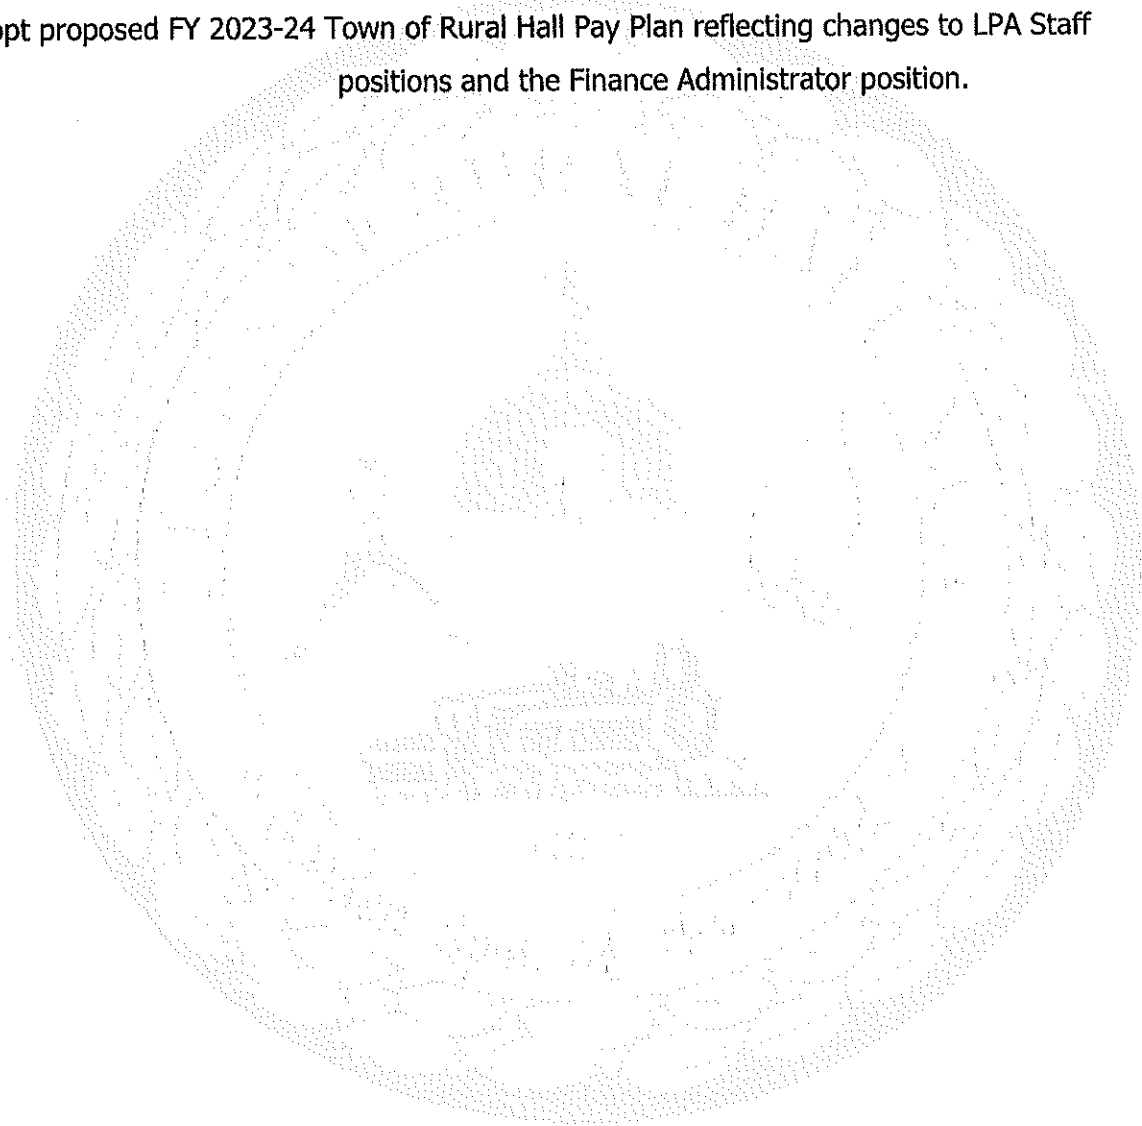 opt proposed FY 2023-24 Town of Rural Hall Pay Plan reflecting changes to LPA Staff
positions and the Finance Administrator position.